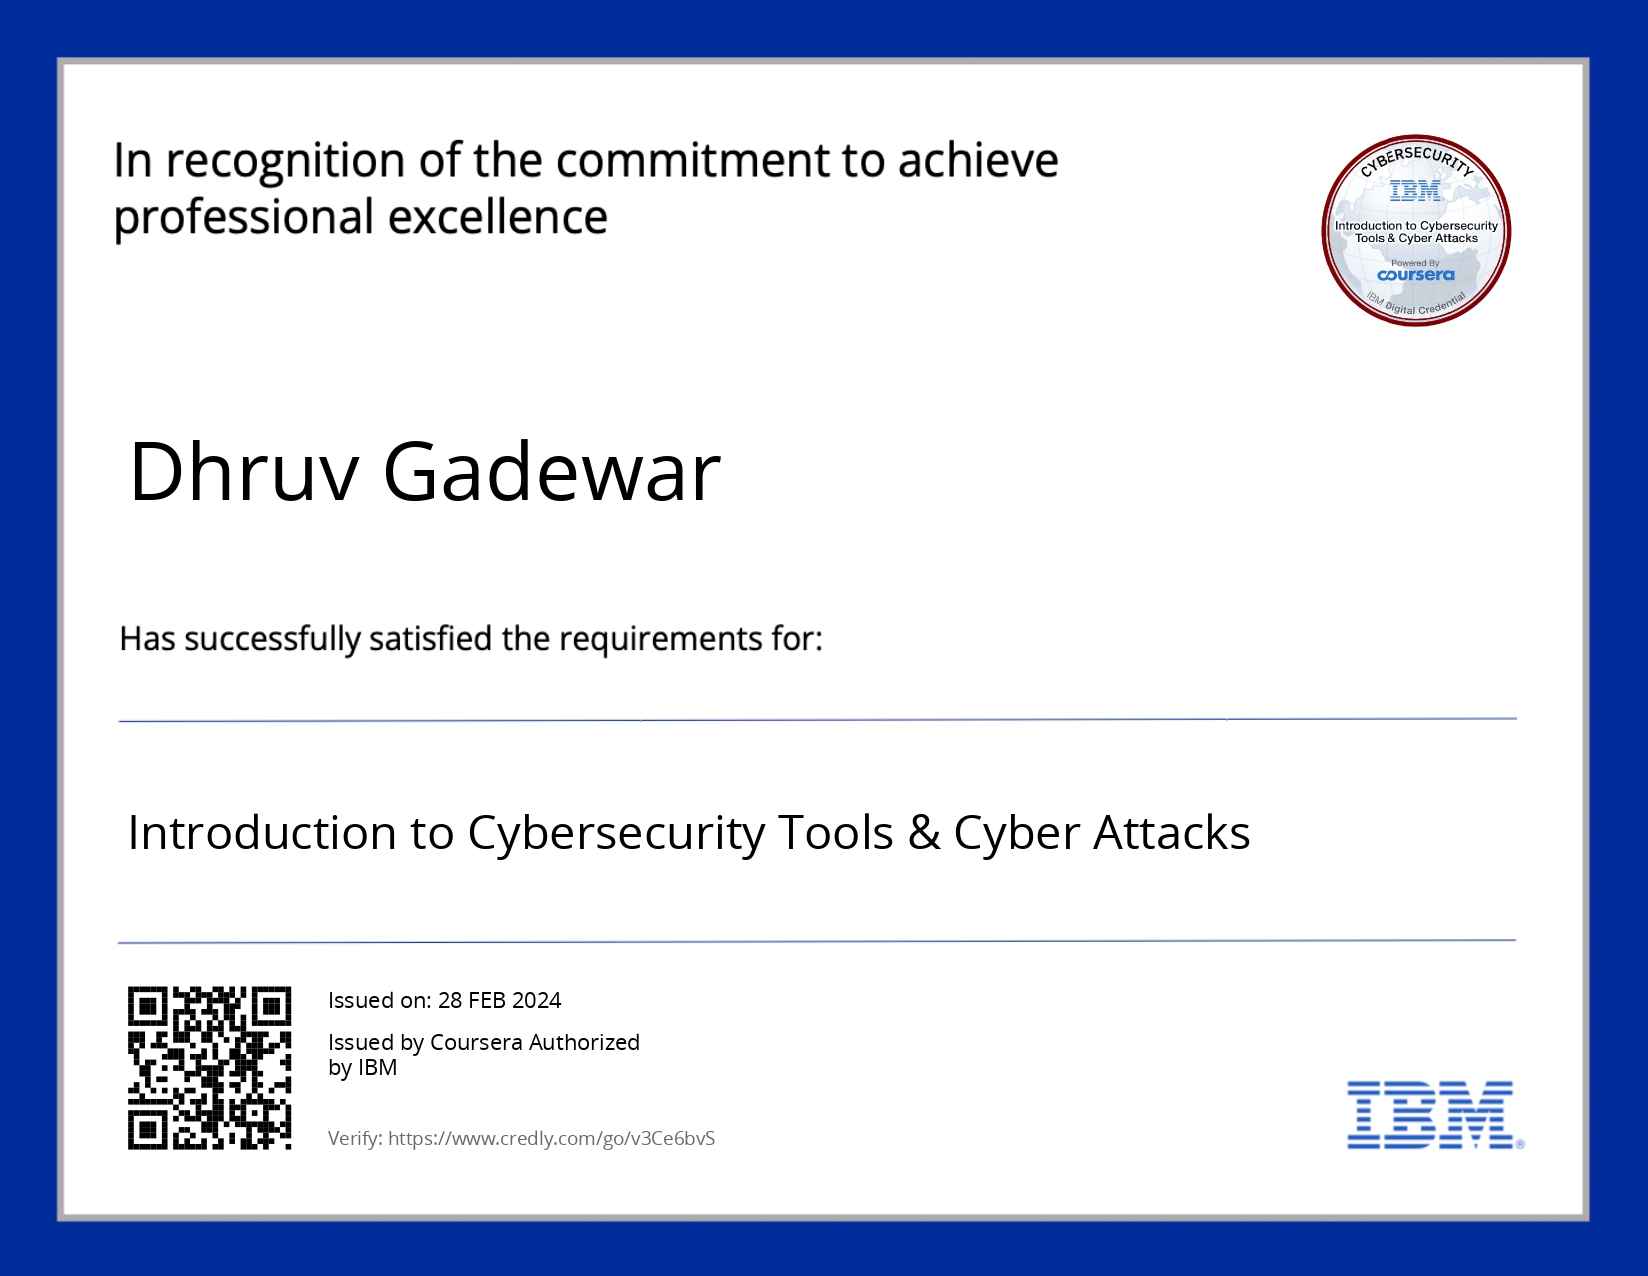 In recognition of the commitment to achieve
professional excellence
CYBERSECURITY
IBM
Introduction to Cybersecurity
Tools & Cyber Attacks
Powered By
coursera
IBM Digital Credential
Dhruv Gadewar
Has successfully satisfied the requirements for:
Introduction to Cybersecurity Tools & Cyber Attacks
Issued on: 28 FEB 2024
Issued by Coursera Authorized
by IBM
Verify: https://www.credly.com/go/v3Ce6bvS
IBM®